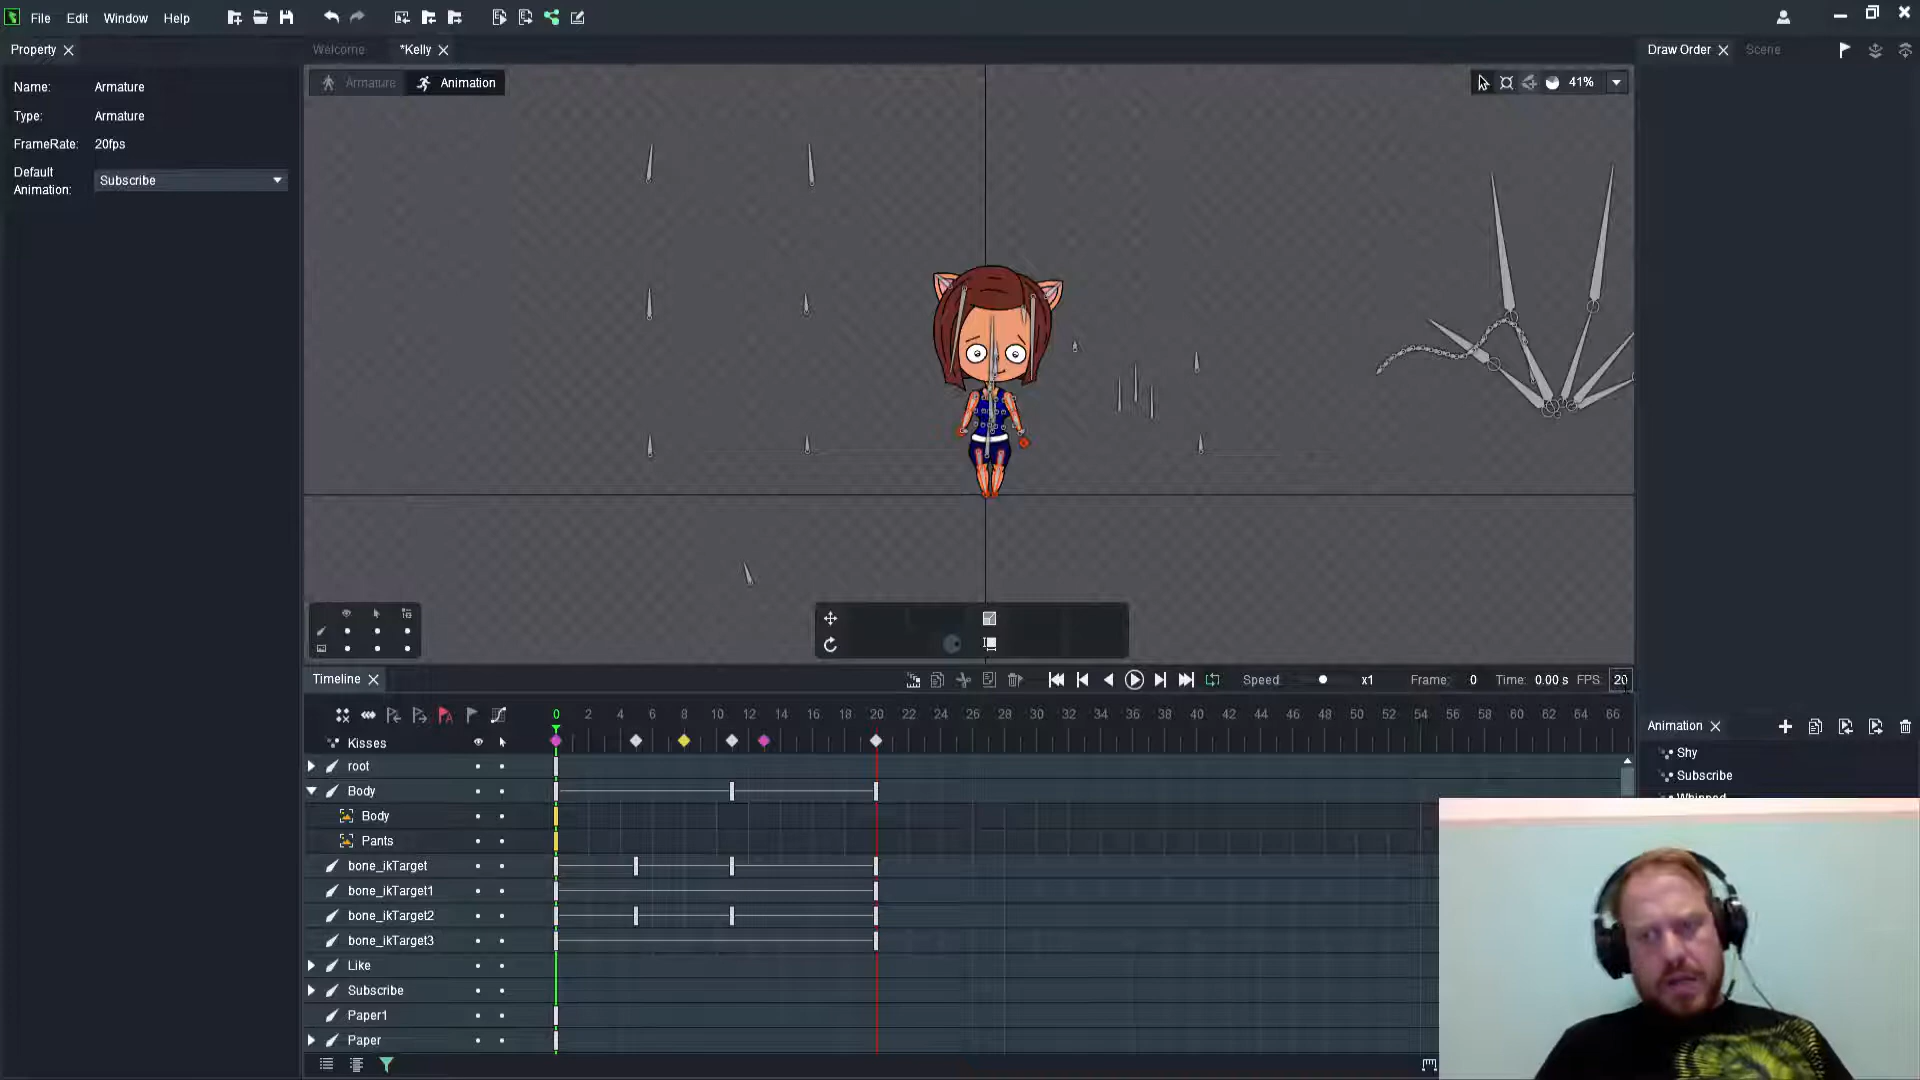 File Edit Window Help
Property
Welcome *Kelly
Draw Order Scene
Name: Armature
Armature Animation
41%
Type: Armature
FrameRate: 20fps
Default Animation: Subscribe
Timeline
Speed x1 Frame: 0 Time: 0.00 s FPS: 20
0 2 4 6 8 10 12 14 16 18 20 22 24 26 28 30 32 34 36 38 40 42 44 46 48 50 52 54 56 58 60 62 64 66
Kisses
root
Body
Body
Pants
bone_ikTarget
bone_ikTarget1
bone_ikTarget2
bone_ikTarget3
Like
Subscribe
Paper1
Paper
Animation
Shy
Subscribe
Whipped